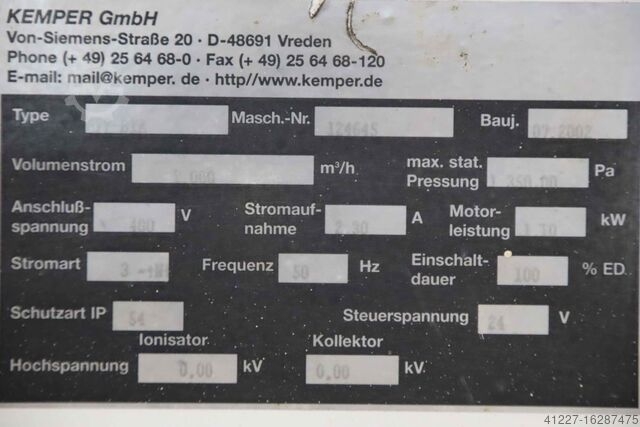 KEMPER GmbH
Von-Siemens-Straße 20 · D-48691 Vreden
Phone (+ 49) 25 64 68-0 · Fax (+ 49) 25 64 68-120
E-mail: mail@kemper. de · http//www.kemper.de
Type Masch.-Nr. 124645 Bauj. 07.2002
Volumenstrom 1 000 m³/h max. stat. Pressung 1 350.00 Pa
Anschluß-spannung 400 V Stromauf-nahme 2.30 A Motor-leistung 1.10 kW
Stromart 3 Frequenz 50 Hz Einschalt-dauer 100 % ED
Schutzart IP 54 Steuerspannung 24 V
Ionisator Kollektor
Hochspannung 0.00 kV 0.00 kV
41227-16287475